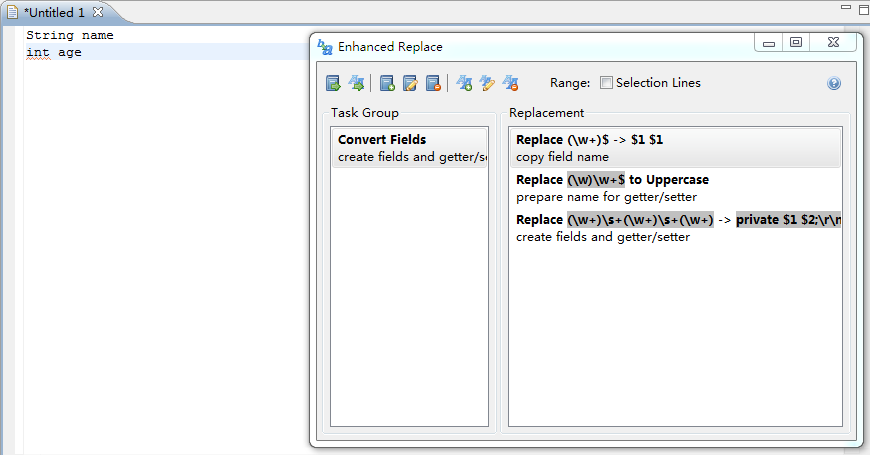 *Untitled 1
String name
int age
Enhanced Replace
Range: Selection Lines
Task Group
Convert Fields
create fields and getter/se
Replacement
Replace (\w+)$ -> $1 $1
copy field name
Replace (\w)\w+$ to Uppercase
prepare name for getter/setter
Replace (\w+)\s+(\w+)\s+(\w+) -> private $1 $2;\r\n
create fields and getter/setter